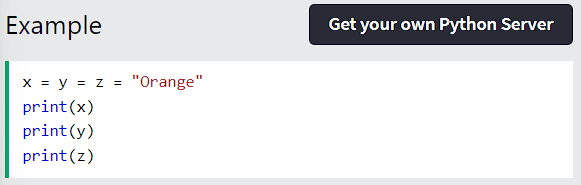 Example
Get your own Python Server
x = y = z = "Orange"
print(x)
print(y)
print(z)